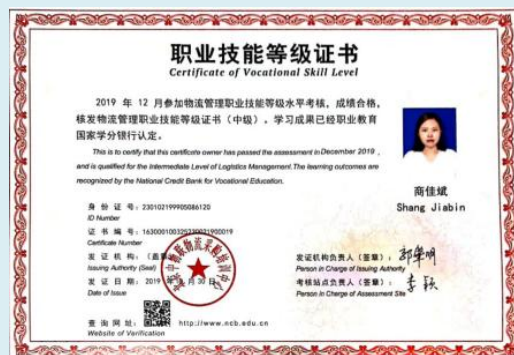 职业技能等级证书
Certificate of Vocational Skill Level
2019 年 12 月参加物流管理职业技能等级水平考核，成绩合格，
核发物流管理职业技能等级证书（中级）。学习成果已经职业教育
国家学分银行认定。
This is to certify that this certificate owner has passed the assessment in December 2019 ,
and is qualified for the Intermediate Level of Logistics Management. The learning outcomes are
recognized by the National Credit Bank for Vocational Education.
商佳斌
Shang Jiabin
身 份 证 号：230102199905086120
ID Number
证 书 编 号：
Certificate Number
发 证 机 构：（盖章）
Issuing Authority (Seal)
发 证 日 期：2019 年 月 30 日
Date of Issue
发证机构负责人（签章）：
Person in Charge of Issuing Authority
考核站点负责人（签章）：
Person in Charge of Assessment Site
查 询 网 址： http://www.ncb.edu.cn
Website of Verification